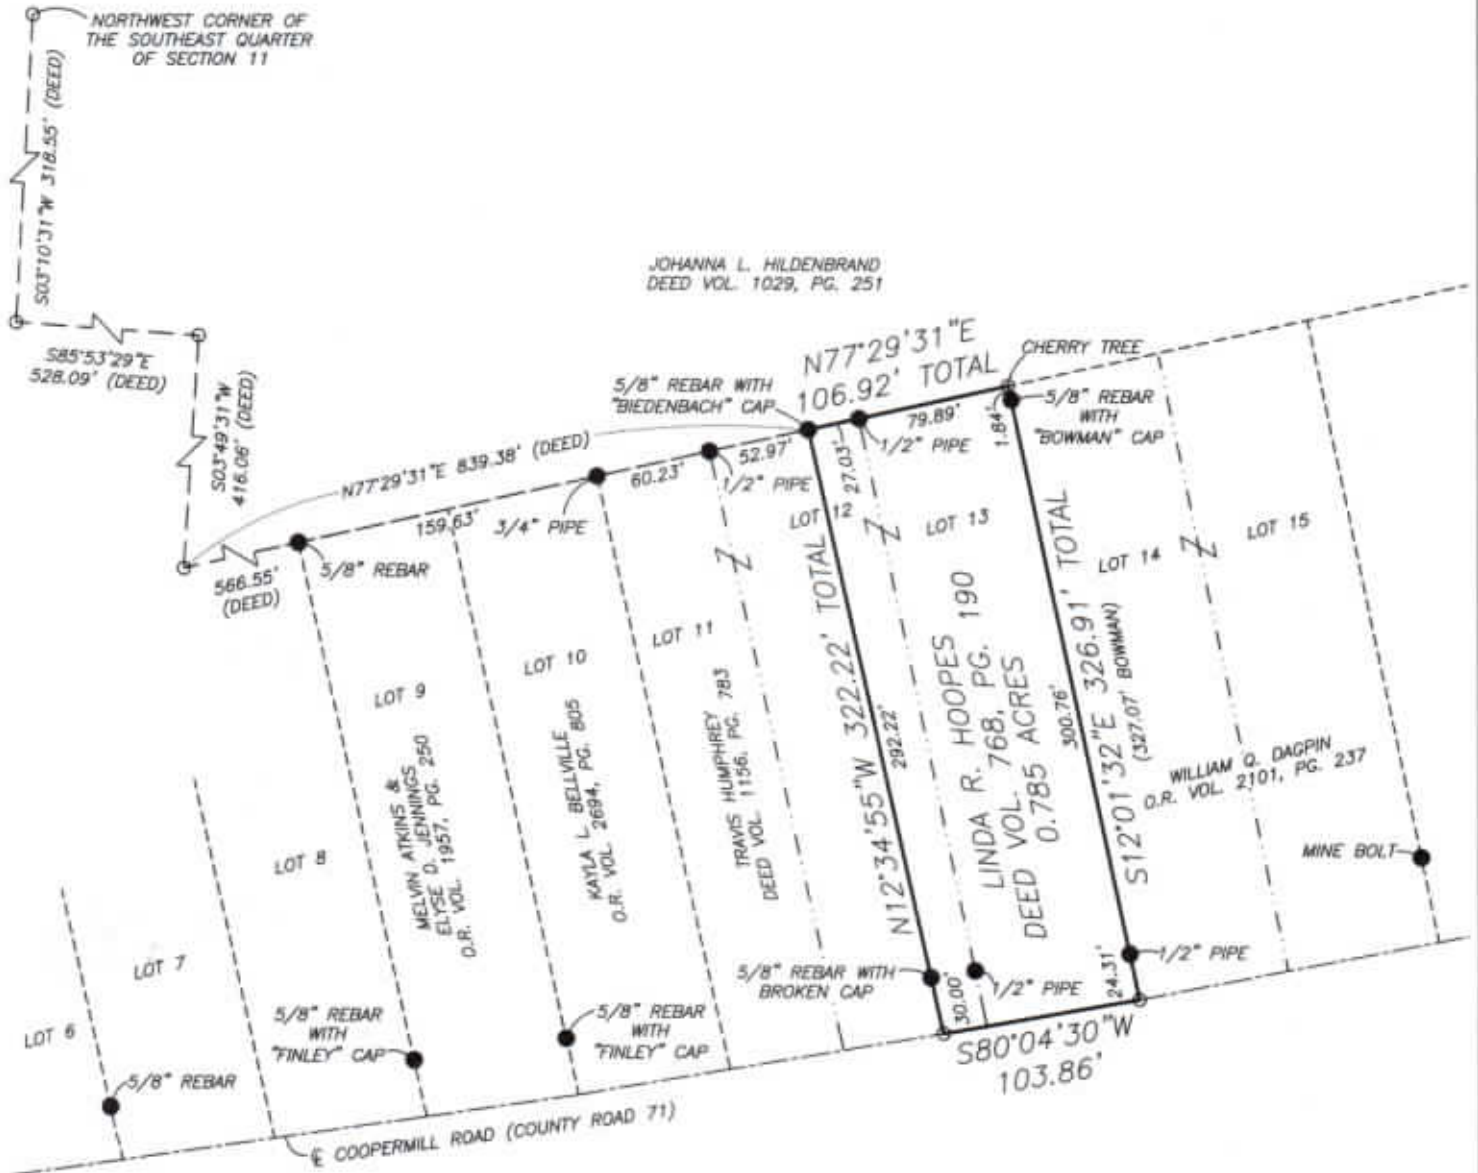 NORTHWEST CORNER OF
THE SOUTHEAST QUARTER
OF SECTION 11
S03°10'31"W 318.55' (DEED)
S85°53'29"E
528.09' (DEED)
S03°49'31"W
416.06' (DEED)
N77°29'31"E 839.38' (DEED)
566.55'
(DEED)
JOHANNA L. HILDENBRAND
DEED VOL. 1029, PG. 251
N77°29'31"E
106.92' TOTAL
CHERRY TREE
5/8" REBAR WITH
"BIEDENBACH" CAP
5/8" REBAR
WITH
"BOWMAN" CAP
79.89'
1.84'
1/2" PIPE
27.03'
52.97'
1/2" PIPE
60.23'
3/4" PIPE
159.63'
5/8" REBAR
LOT 12
LOT 13
LOT 14
LOT 15
LOT 11
LOT 10
LOT 9
LOT 8
LOT 7
LOT 6
MELVIN ATKINS &
ELYSE D. JENNINGS
O.R. VOL. 1957, PG. 250
KAYLA L. BELLVILLE
O.R. VOL. 2694, PG. 805
TRAVIS HUMPHREY
DEED VOL. 1156, PG. 783
N12°34'55"W 322.22' TOTAL
292.22'
LINDA R. HOOPES
DEED VOL. 768, PG. 190
0.785 ACRES
300.76'
S12°01'32"E 326.91' TOTAL
(327.07' BOWMAN)
WILLIAM Q. DAGPIN
O.R. VOL. 2101, PG. 237
MINE BOLT
5/8" REBAR WITH
BROKEN CAP
30.00'
1/2" PIPE
24.31'
1/2" PIPE
S80°04'30"W
103.86'
5/8" REBAR
WITH
"FINLEY" CAP
5/8" REBAR
WITH
"FINLEY" CAP
5/8" REBAR
℄ COOPERMILL ROAD (COUNTY ROAD 71)